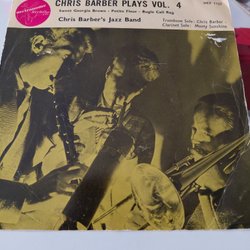 CHRIS BARBER PLAYS VOL. 4
Sweet Georgia Brown - Petite Fleur - Bugle Call Rag
Chris Barber's Jazz Band
Trombone Solo: Chris Barber -
Clarinet Solo: Monty Sunshine